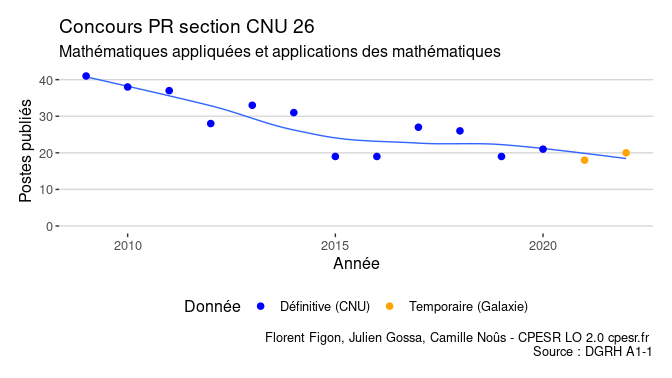 Concours PR section CNU 26
Mathématiques appliquées et applications des mathématiques
Postes publiés
40
30
20
10
0
2010 2015 2020
Année
Donnée Définitive (CNU) Temporaire (Galaxie)
Florent Figon, Julien Gossa, Camille Noûs - CPESR LO 2.0 cpesr.fr
Source : DGRH A1-1